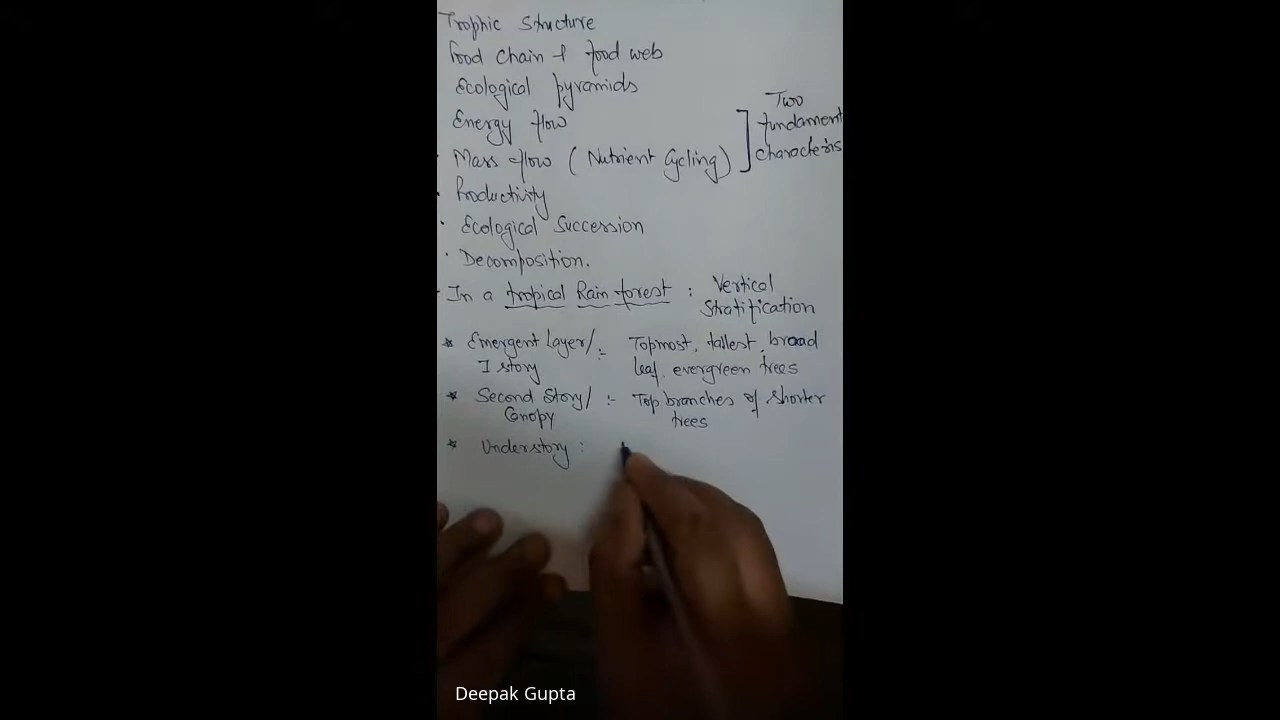 Trophic Structure
Food Chain & food web
Ecological pyramids
Energy flow
• Mass flow ( Nutrient Cycling)
Two
fundament
characteris
• Productivity
• Ecological Succession
• Decomposition.
• In a tropical Rain forest : Vertical
Stratification
* Emergent Layer/ :- Topmost, tallest, broad
I story leaf evergreen trees
* Second Story/ :- Top branches of shorter
Canopy trees
* Understory :
Deepak Gupta